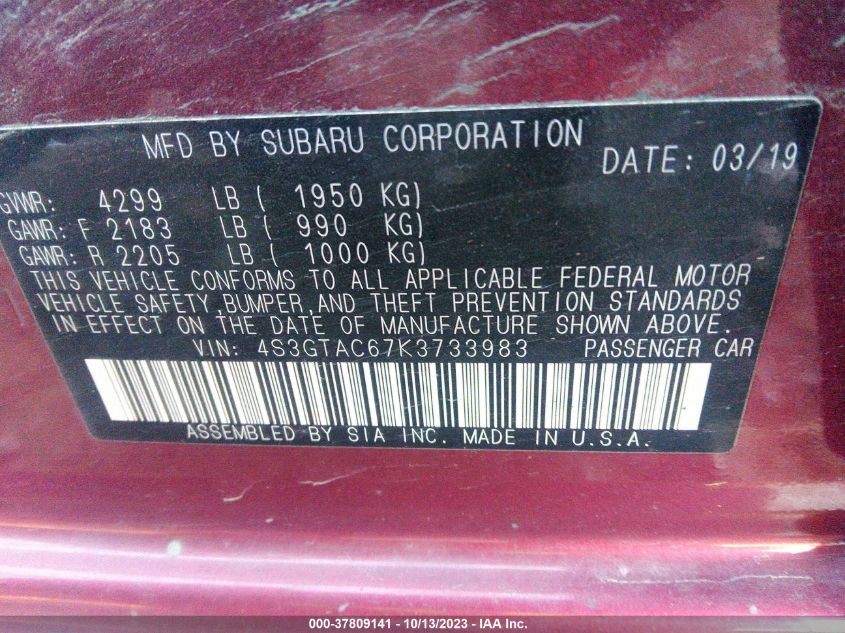 MFD BY SUBARU CORPORATION DATE: 03/19
GVWR: 4299 LB ( 1950 KG)
GAWR: F 2183 LB ( 990 KG)
GAWR: R 2205 LB ( 1000 KG)
THIS VEHICLE CONFORMS TO ALL APPLICABLE FEDERAL MOTOR
VEHICLE SAFETY,BUMPER,AND THEFT PREVENTION STANDARDS
IN EFFECT ON THE DATE OF MANUFACTURE SHOWN ABOVE.
VIN: 4S3GTAC67K3733983 PASSENGER CAR
ASSEMBLED BY SIA INC. MADE IN U.S.A.
000-37809141 - 10/13/2023 - IAA Inc.